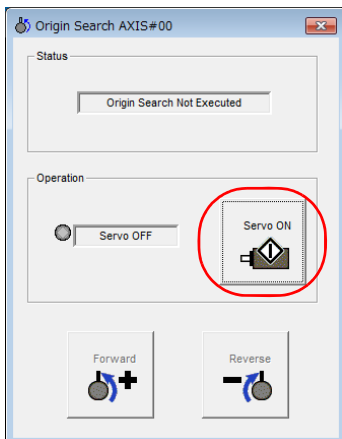 Origin Search AXIS#00
Status
Origin Search Not Executed
Operation
Servo OFF
Servo ON
Forward
Reverse